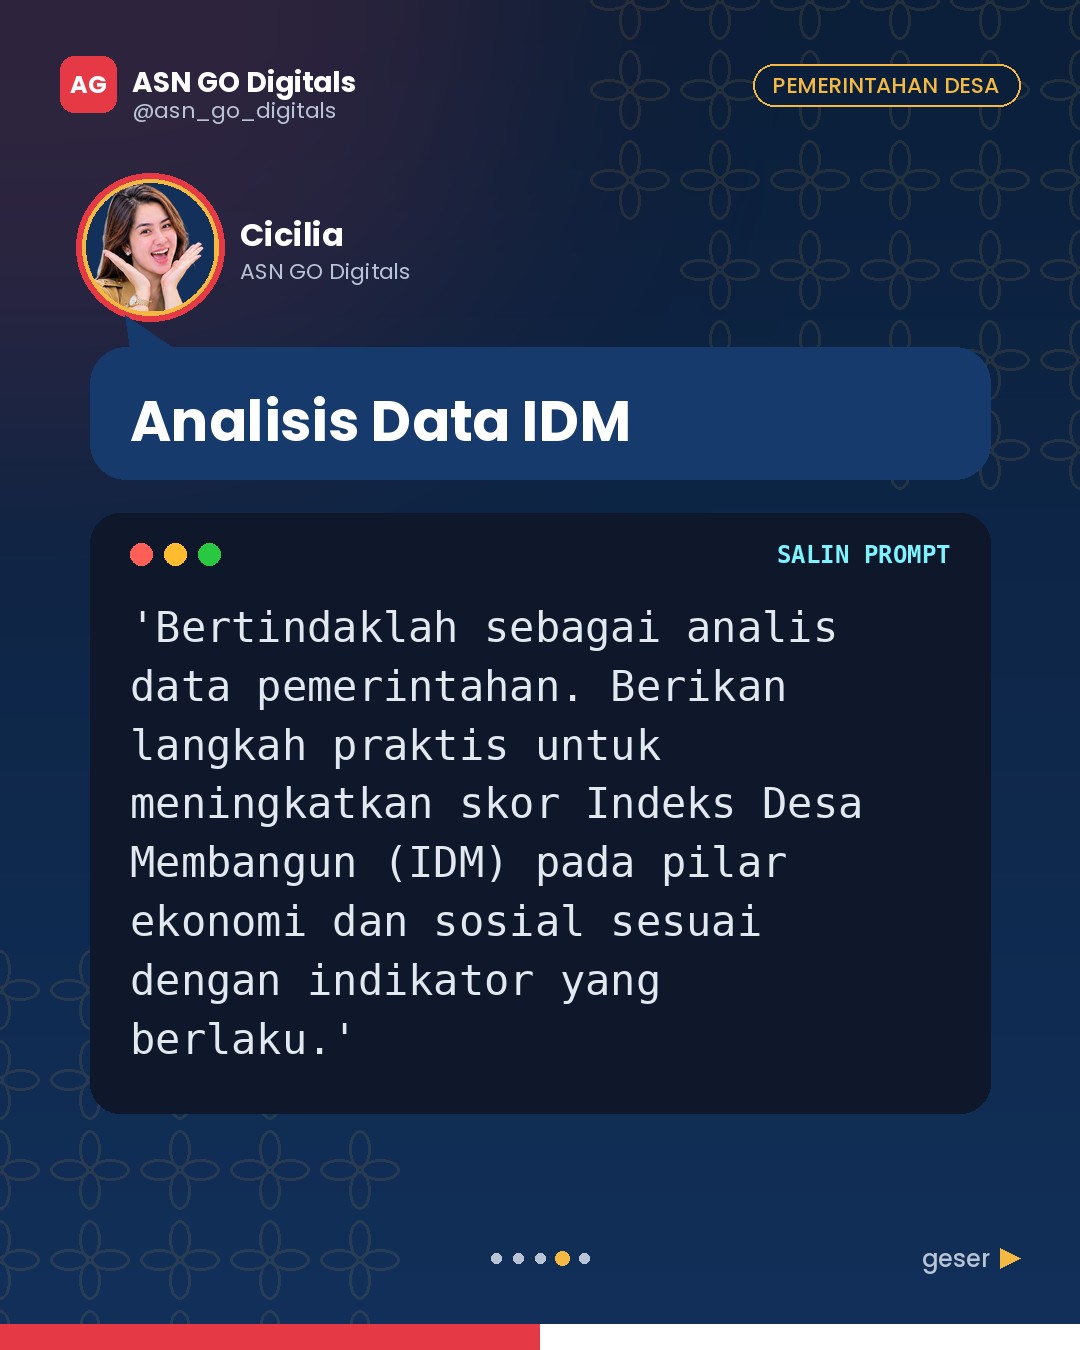 AG
ASN GO Digitals
@asn_go_digitals
PEMERINTAHAN DESA
Cicilia
ASN GO Digitals
Analisis Data IDM
SALIN PROMPT
'Bertindaklah sebagai analis
data pemerintahan. Berikan
langkah praktis untuk
meningkatkan skor Indeks Desa
Membangun (IDM) pada pilar
ekonomi dan sosial sesuai
dengan indikator yang
berlaku.'
geser